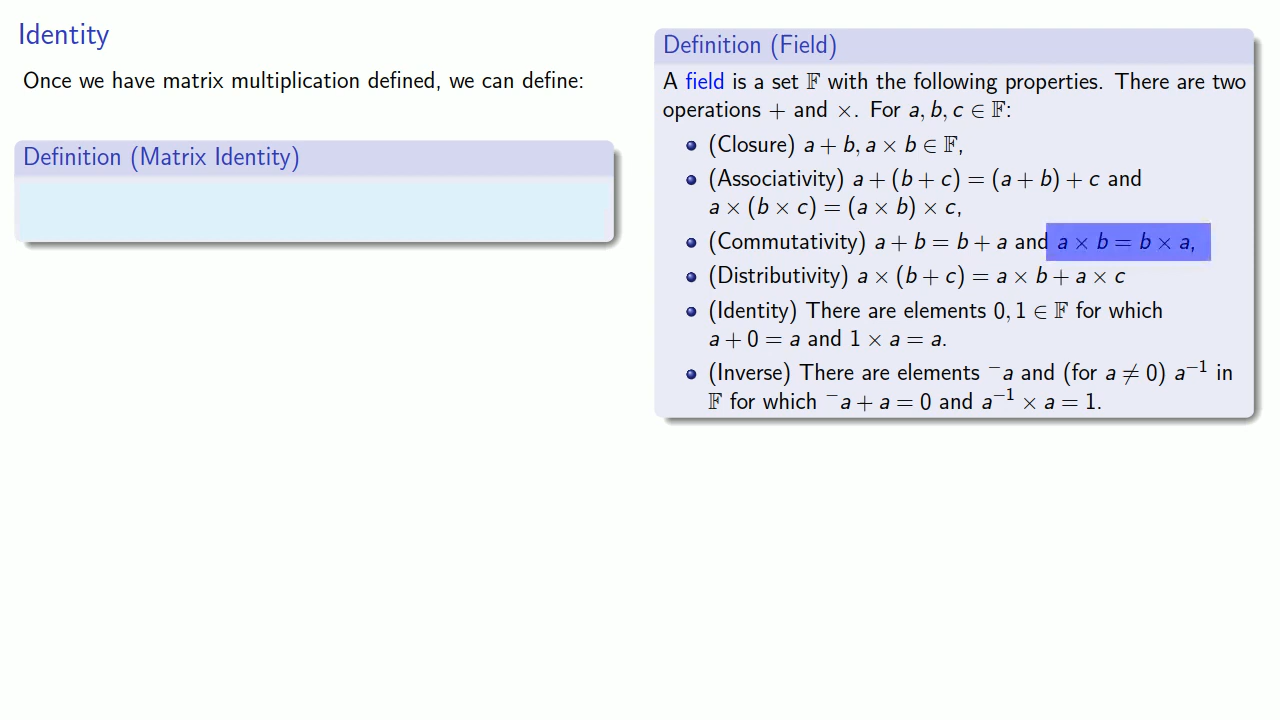 Identity
Once we have matrix multiplication defined, we can define:
Definition (Matrix Identity)
Definition (Field)
A field is a set 𝔽 with the following properties. There are two
operations + and ×. For a, b, c ∈ 𝔽:
• (Closure) a + b, a × b ∈ 𝔽,
• (Associativity) a + (b + c) = (a + b) + c and
a × (b × c) = (a × b) × c,
• (Commutativity) a + b = b + a and a × b = b × a,
• (Distributivity) a × (b + c) = a × b + a × c
• (Identity) There are elements 0, 1 ∈ 𝔽 for which
a + 0 = a and 1 × a = a.
• (Inverse) There are elements ⁻a and (for a ≠ 0) a⁻¹ in
𝔽 for which ⁻a + a = 0 and a⁻¹ × a = 1.